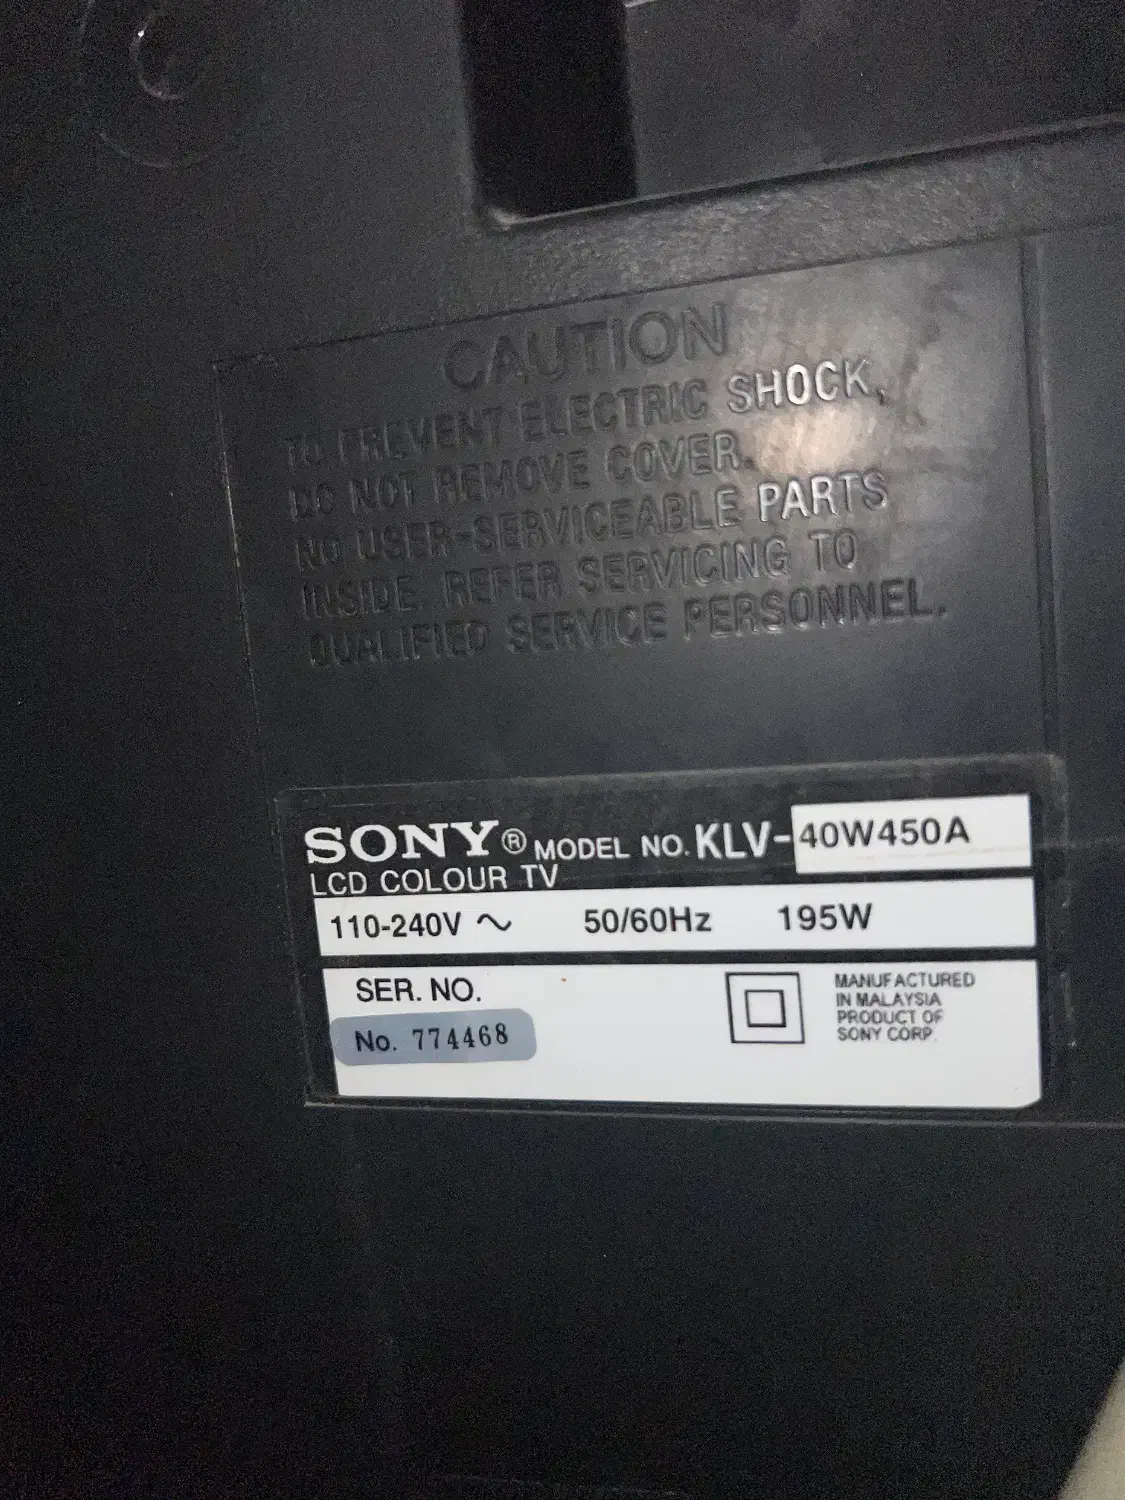 CAUTION
TO PREVENT ELECTRIC SHOCK,
DO NOT REMOVE COVER.
NO USER-SERVICEABLE PARTS
INSIDE. REFER SERVICING TO
QUALIFIED SERVICE PERSONNEL.
SONY® MODEL NO. KLV-40W450A
LCD COLOUR TV
110-240V ~ 50/60Hz 195W
SER. NO.
No. 774468
MANUFACTURED
IN MALAYSIA
PRODUCT OF
SONY CORP.